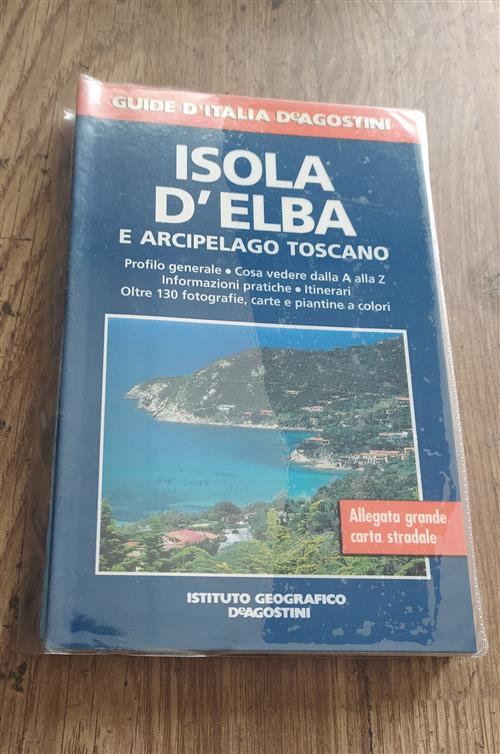 GUIDE D'ITALIA DeAGOSTINI
ISOLA
D'ELBA
E ARCIPELAGO TOSCANO
Profilo generale • Cosa vedere dalla A alla Z
Informazioni pratiche • Itinerari
Oltre 130 fotografie, carte e piantine a colori
Allegata grande
carta stradale
ISTITUTO GEOGRAFICO
DeAGOSTINI